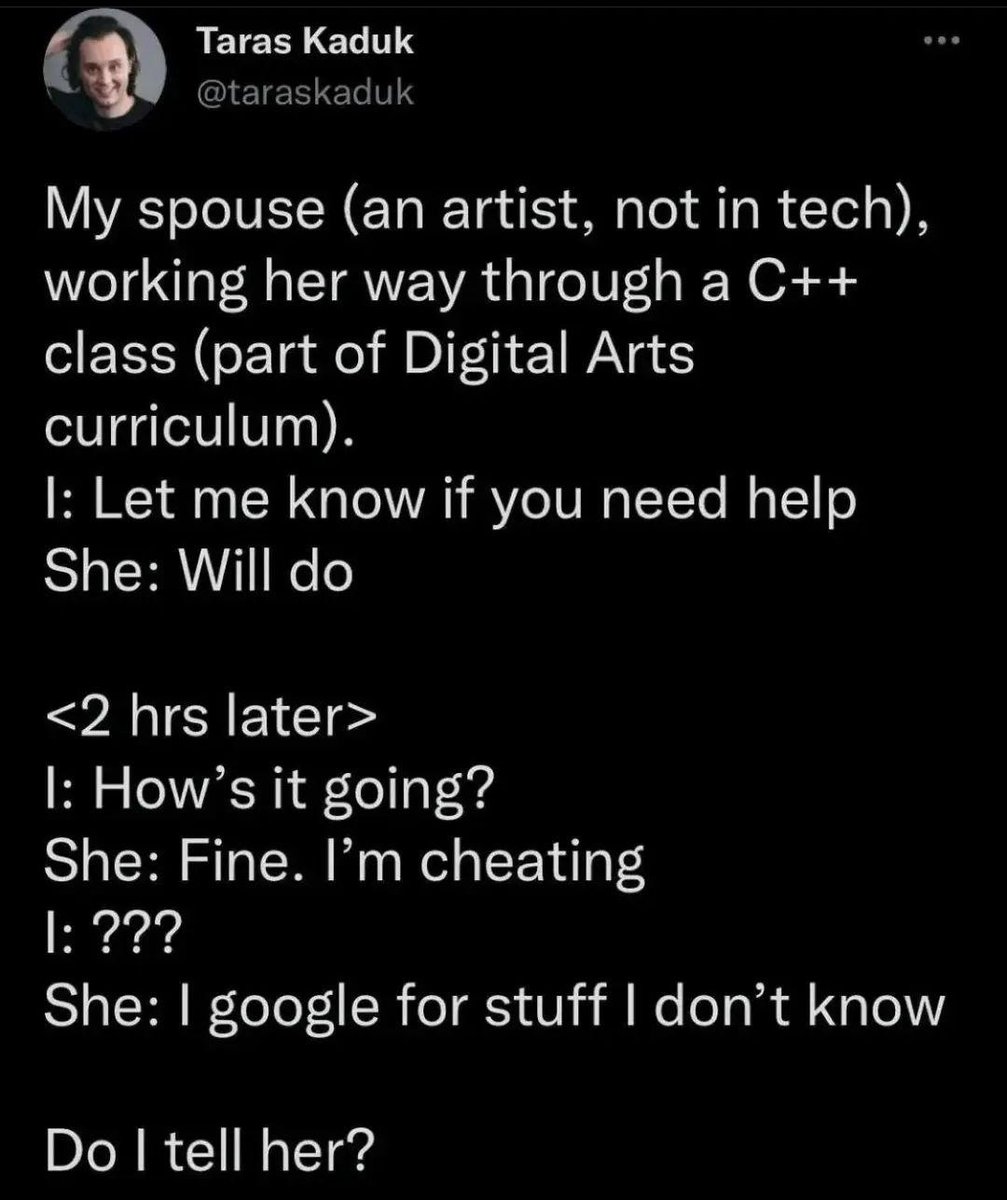 Taras Kaduk
@taraskaduk
My spouse (an artist, not in tech),
working her way through a C++
class (part of Digital Arts
curriculum).
I: Let me know if you need help
She: Will do
<2 hrs later>
I: How’s it going?
She: Fine. I’m cheating
I: ???
She: I google for stuff I don’t know
Do I tell her?